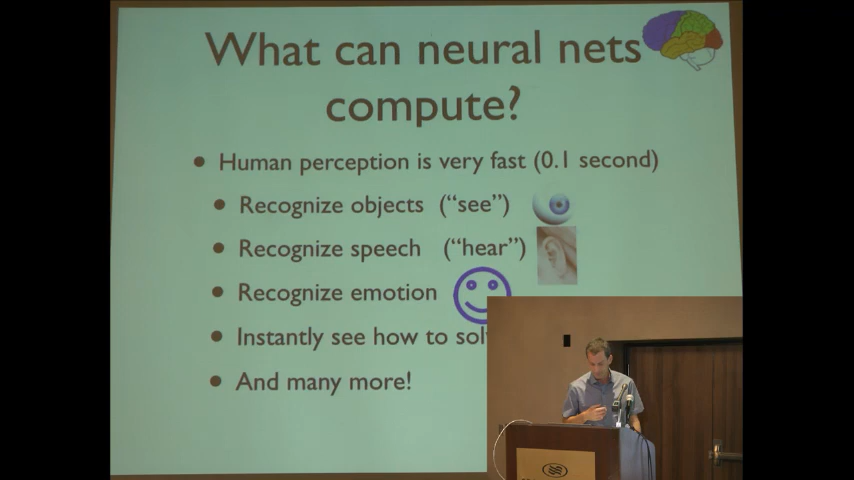 What can neural nets
compute?
• Human perception is very fast (0.1 second)
• Recognize objects ("see")
• Recognize speech ("hear")
• Recognize emotion
• Instantly see how to sol
• And many more!